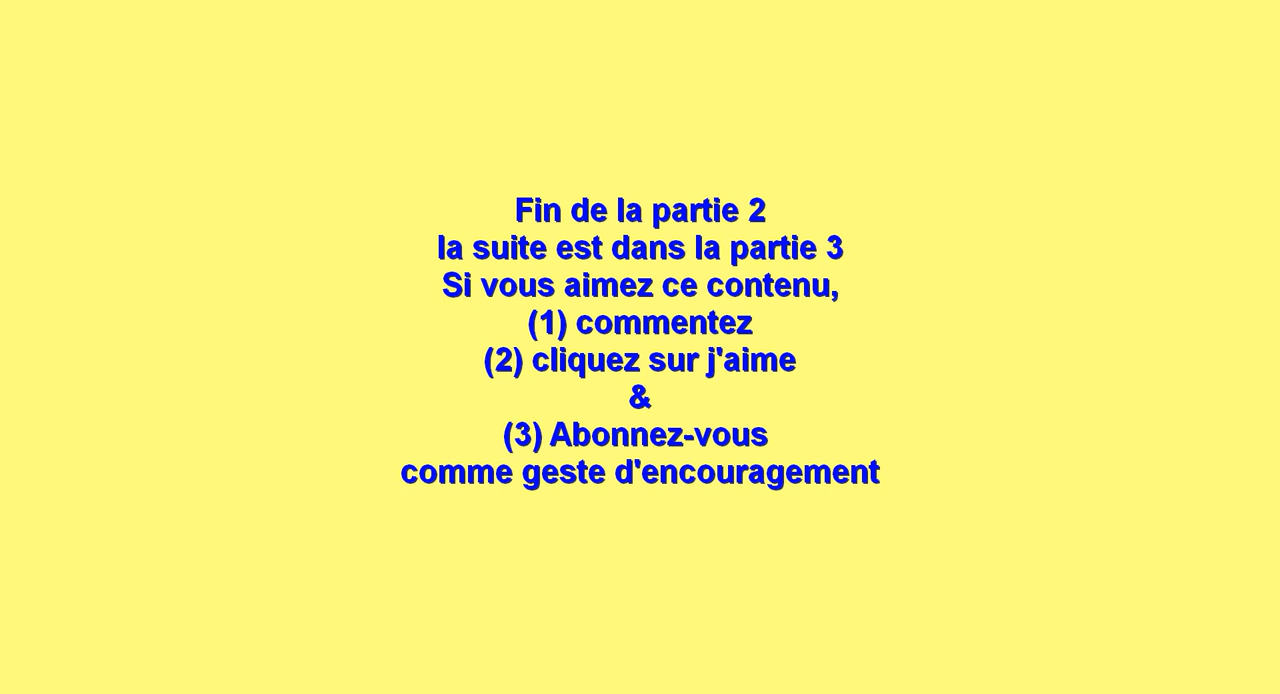 Fin de la partie 2
la suite est dans la partie 3
Si vous aimez ce contenu,
(1) commentez
(2) cliquez sur j'aime
&
(3) Abonnez-vous
comme geste d'encouragement